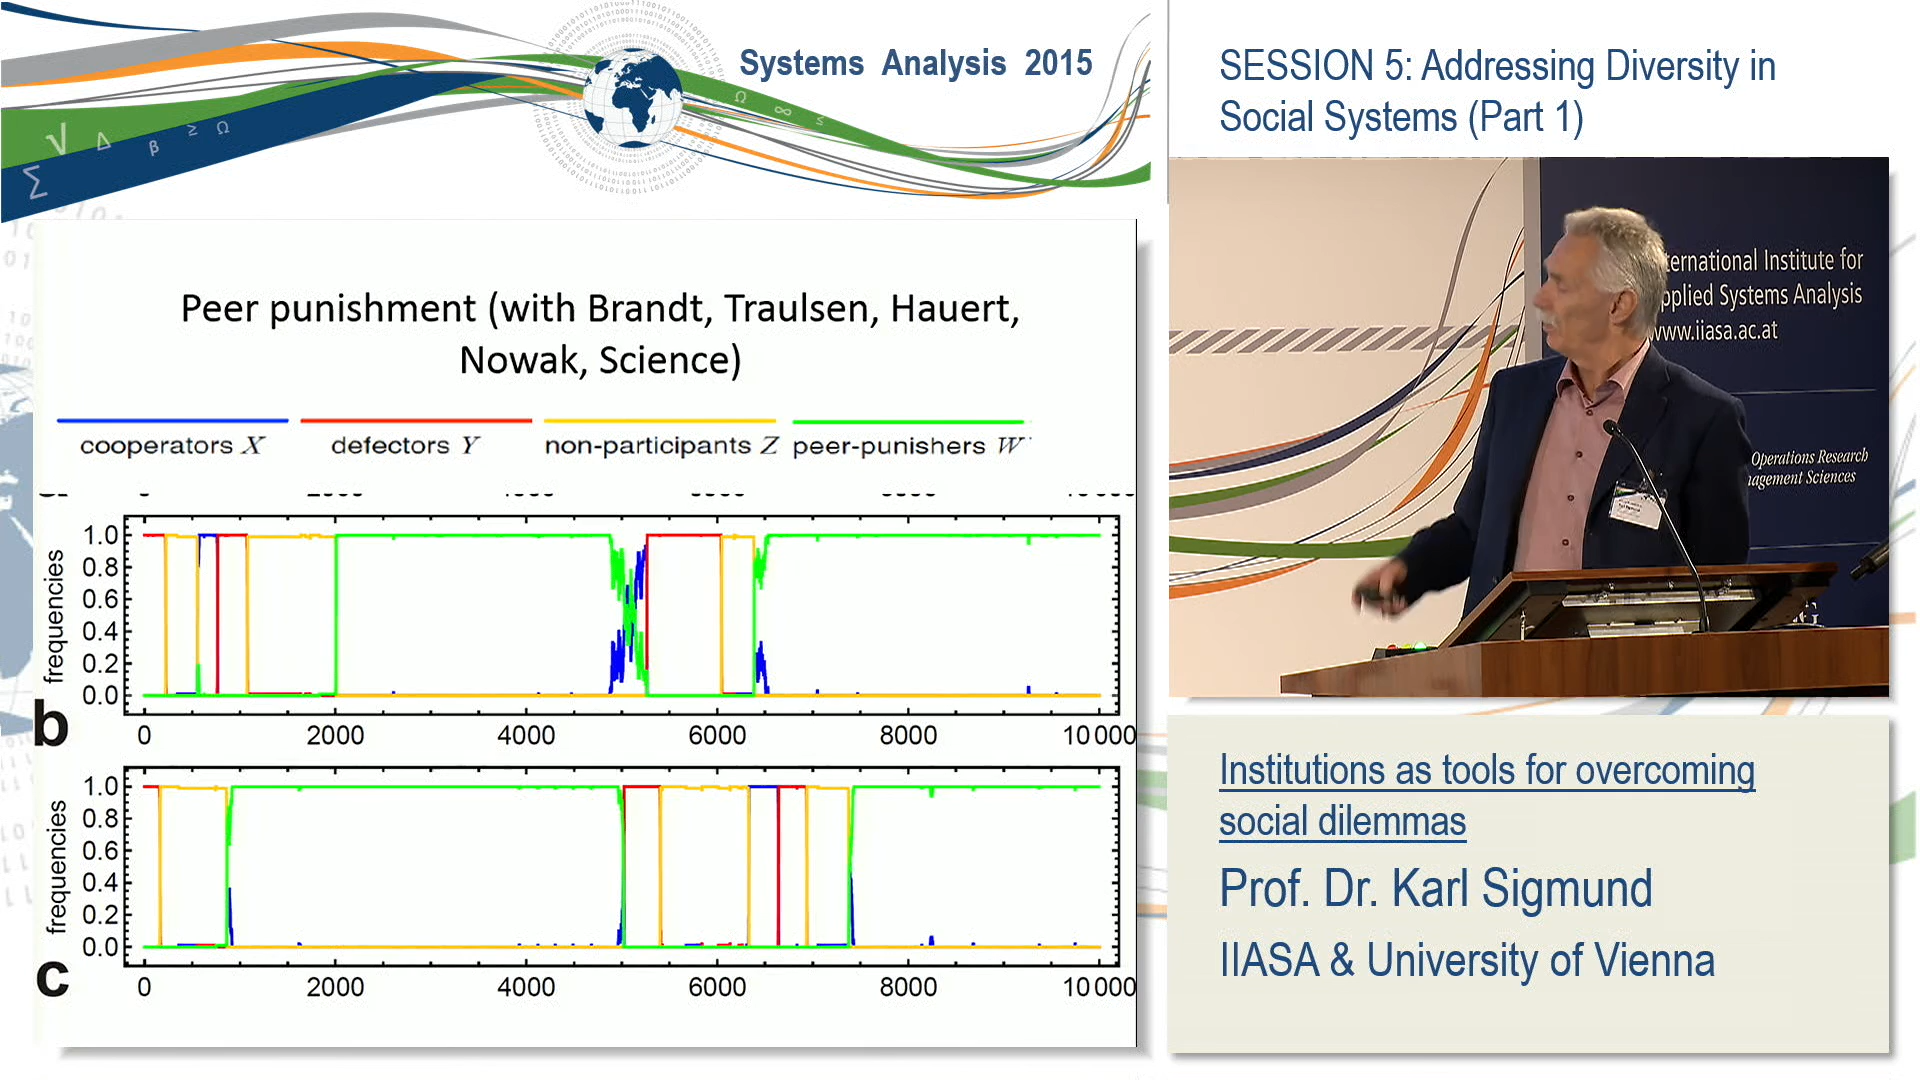 Systems Analysis 2015
SESSION 5: Addressing Diversity in
Social Systems (Part 1)
√ Δ β ≥ Ω
Σ
Ω ∞ ≤
Peer punishment (with Brandt, Traulsen, Hauert,
Nowak, Science)
cooperators X defectors Y non-participants Z peer-punishers W
frequencies
1.0
0.8
0.6
0.4
0.2
0.0
b
0 2000 4000 6000 8000 10 000
frequencies
1.0
0.8
0.6
0.4
0.2
0.0
c
0 2000 4000 6000 8000 10 000
ternational Institute for
pplied Systems Analysis
www.iiasa.ac.at
Operations Research
nagement Sciences
Institutions as tools for overcoming
social dilemmas
Prof. Dr. Karl Sigmund
IIASA & University of Vienna